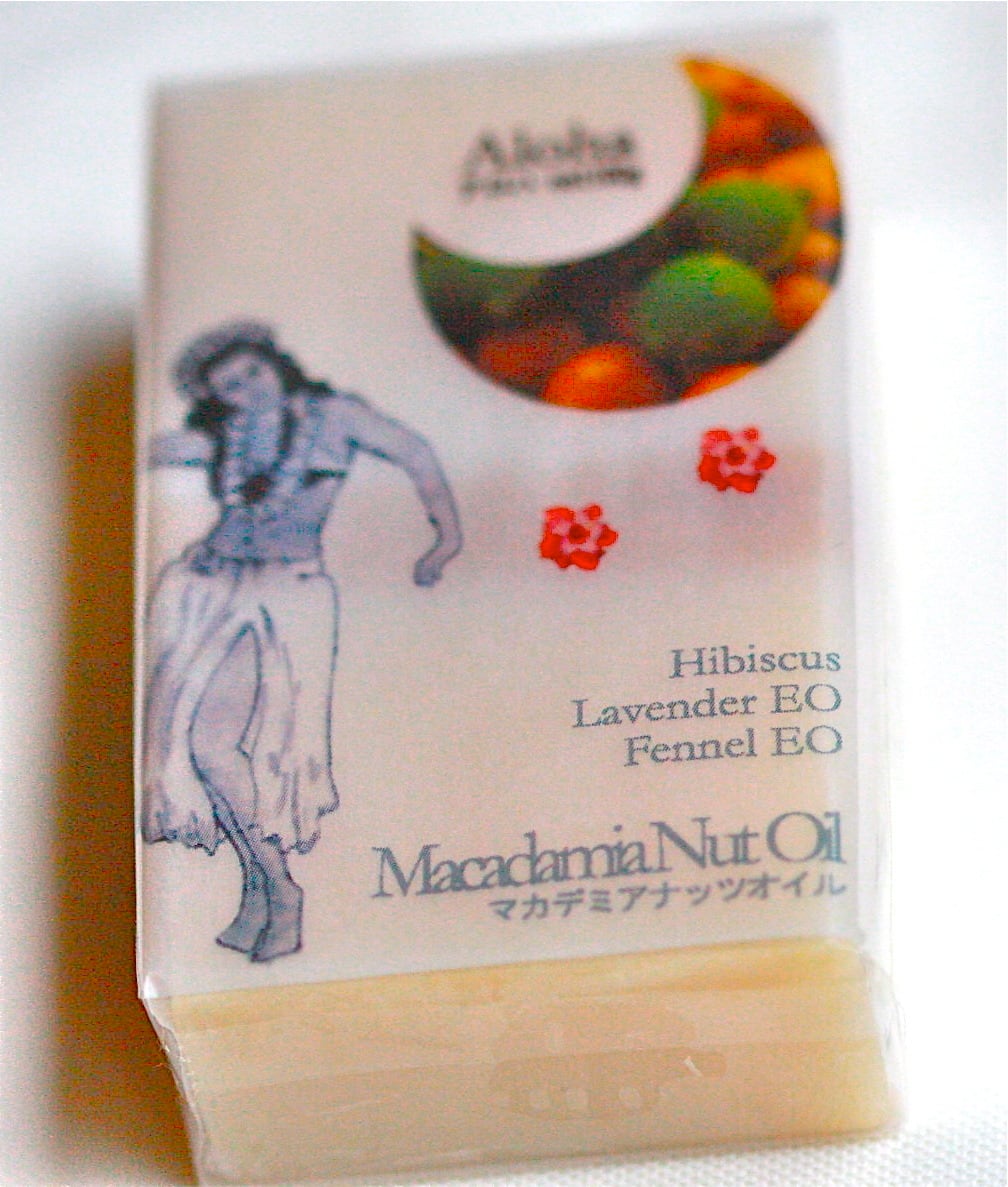 Aloha
Hibiscus
Lavender EO
Fennel EO
Macadamia Nut Oil
マカデミアナッツオイル